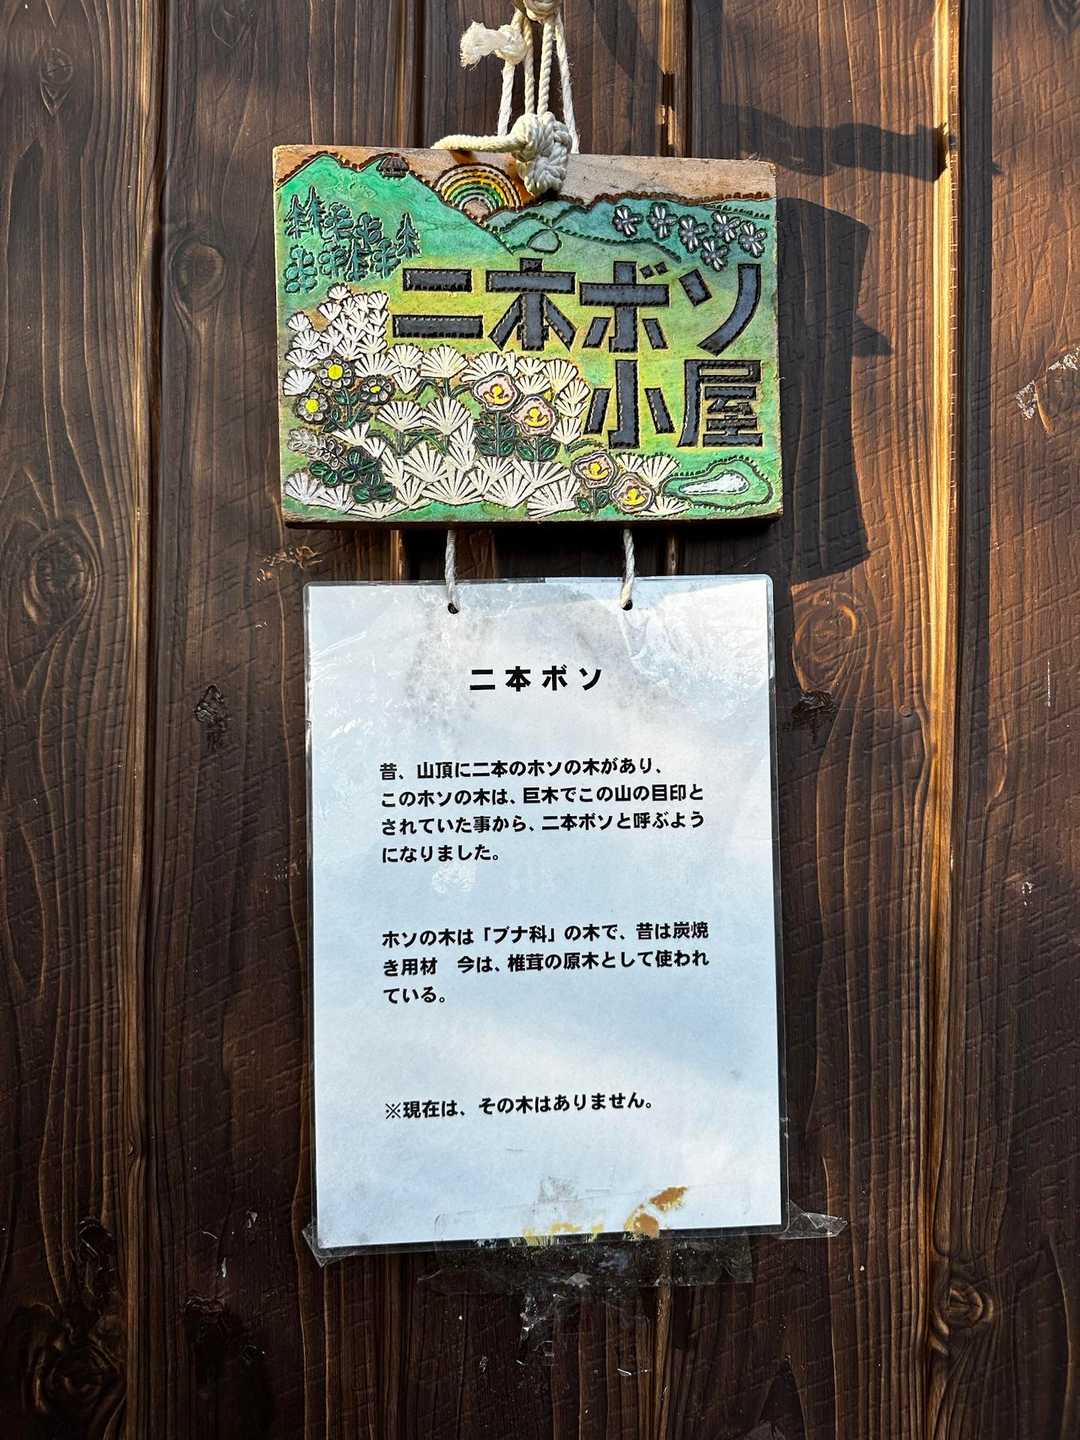 二本ボソ
小屋
二本ボソ
昔、山頂に二本のホソの木があり、
このホソの木は、巨木でこの山の目印と
されていた事から、二本ボソと呼ぶよう
になりました。
ホソの木は「ブナ科」の木で、昔は炭焼
き用材　今は、椎茸の原木として使われ
ている。
※現在は、その木はありません。